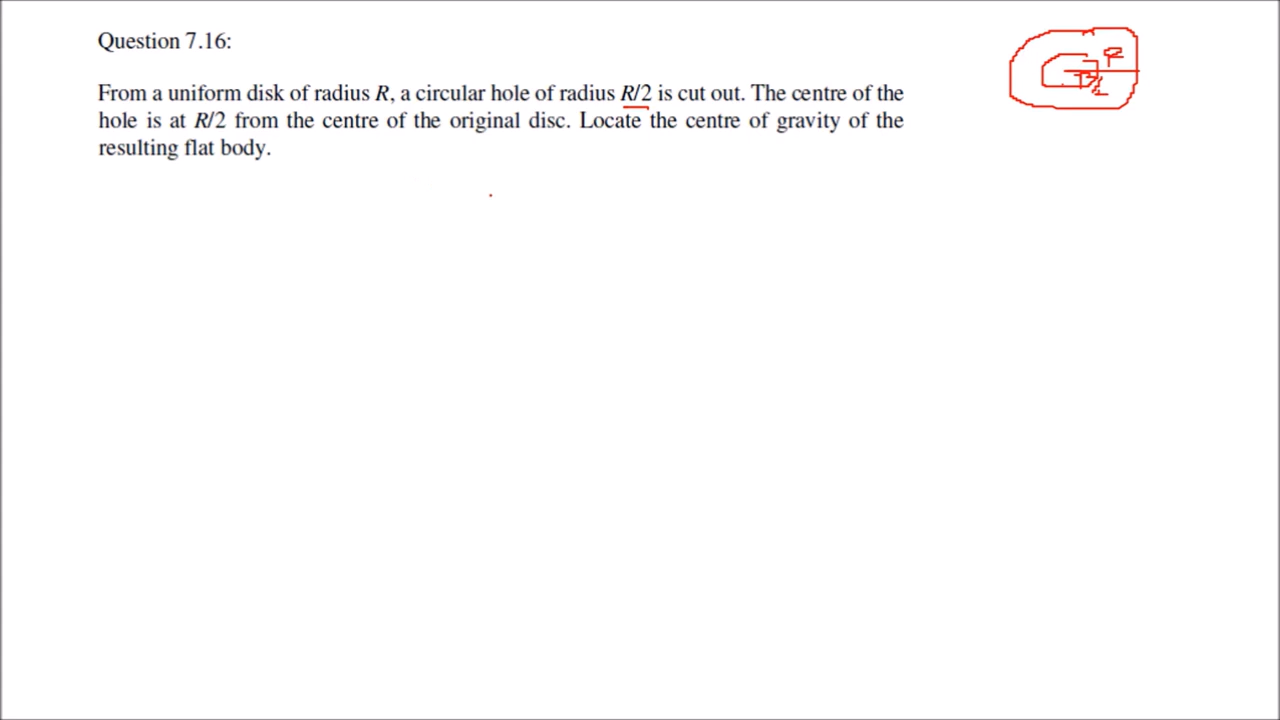 Question 7.16:
From a uniform disk of radius R, a circular hole of radius R/2 is cut out. The centre of the
hole is at R/2 from the centre of the original disc. Locate the centre of gravity of the
resulting flat body.
R